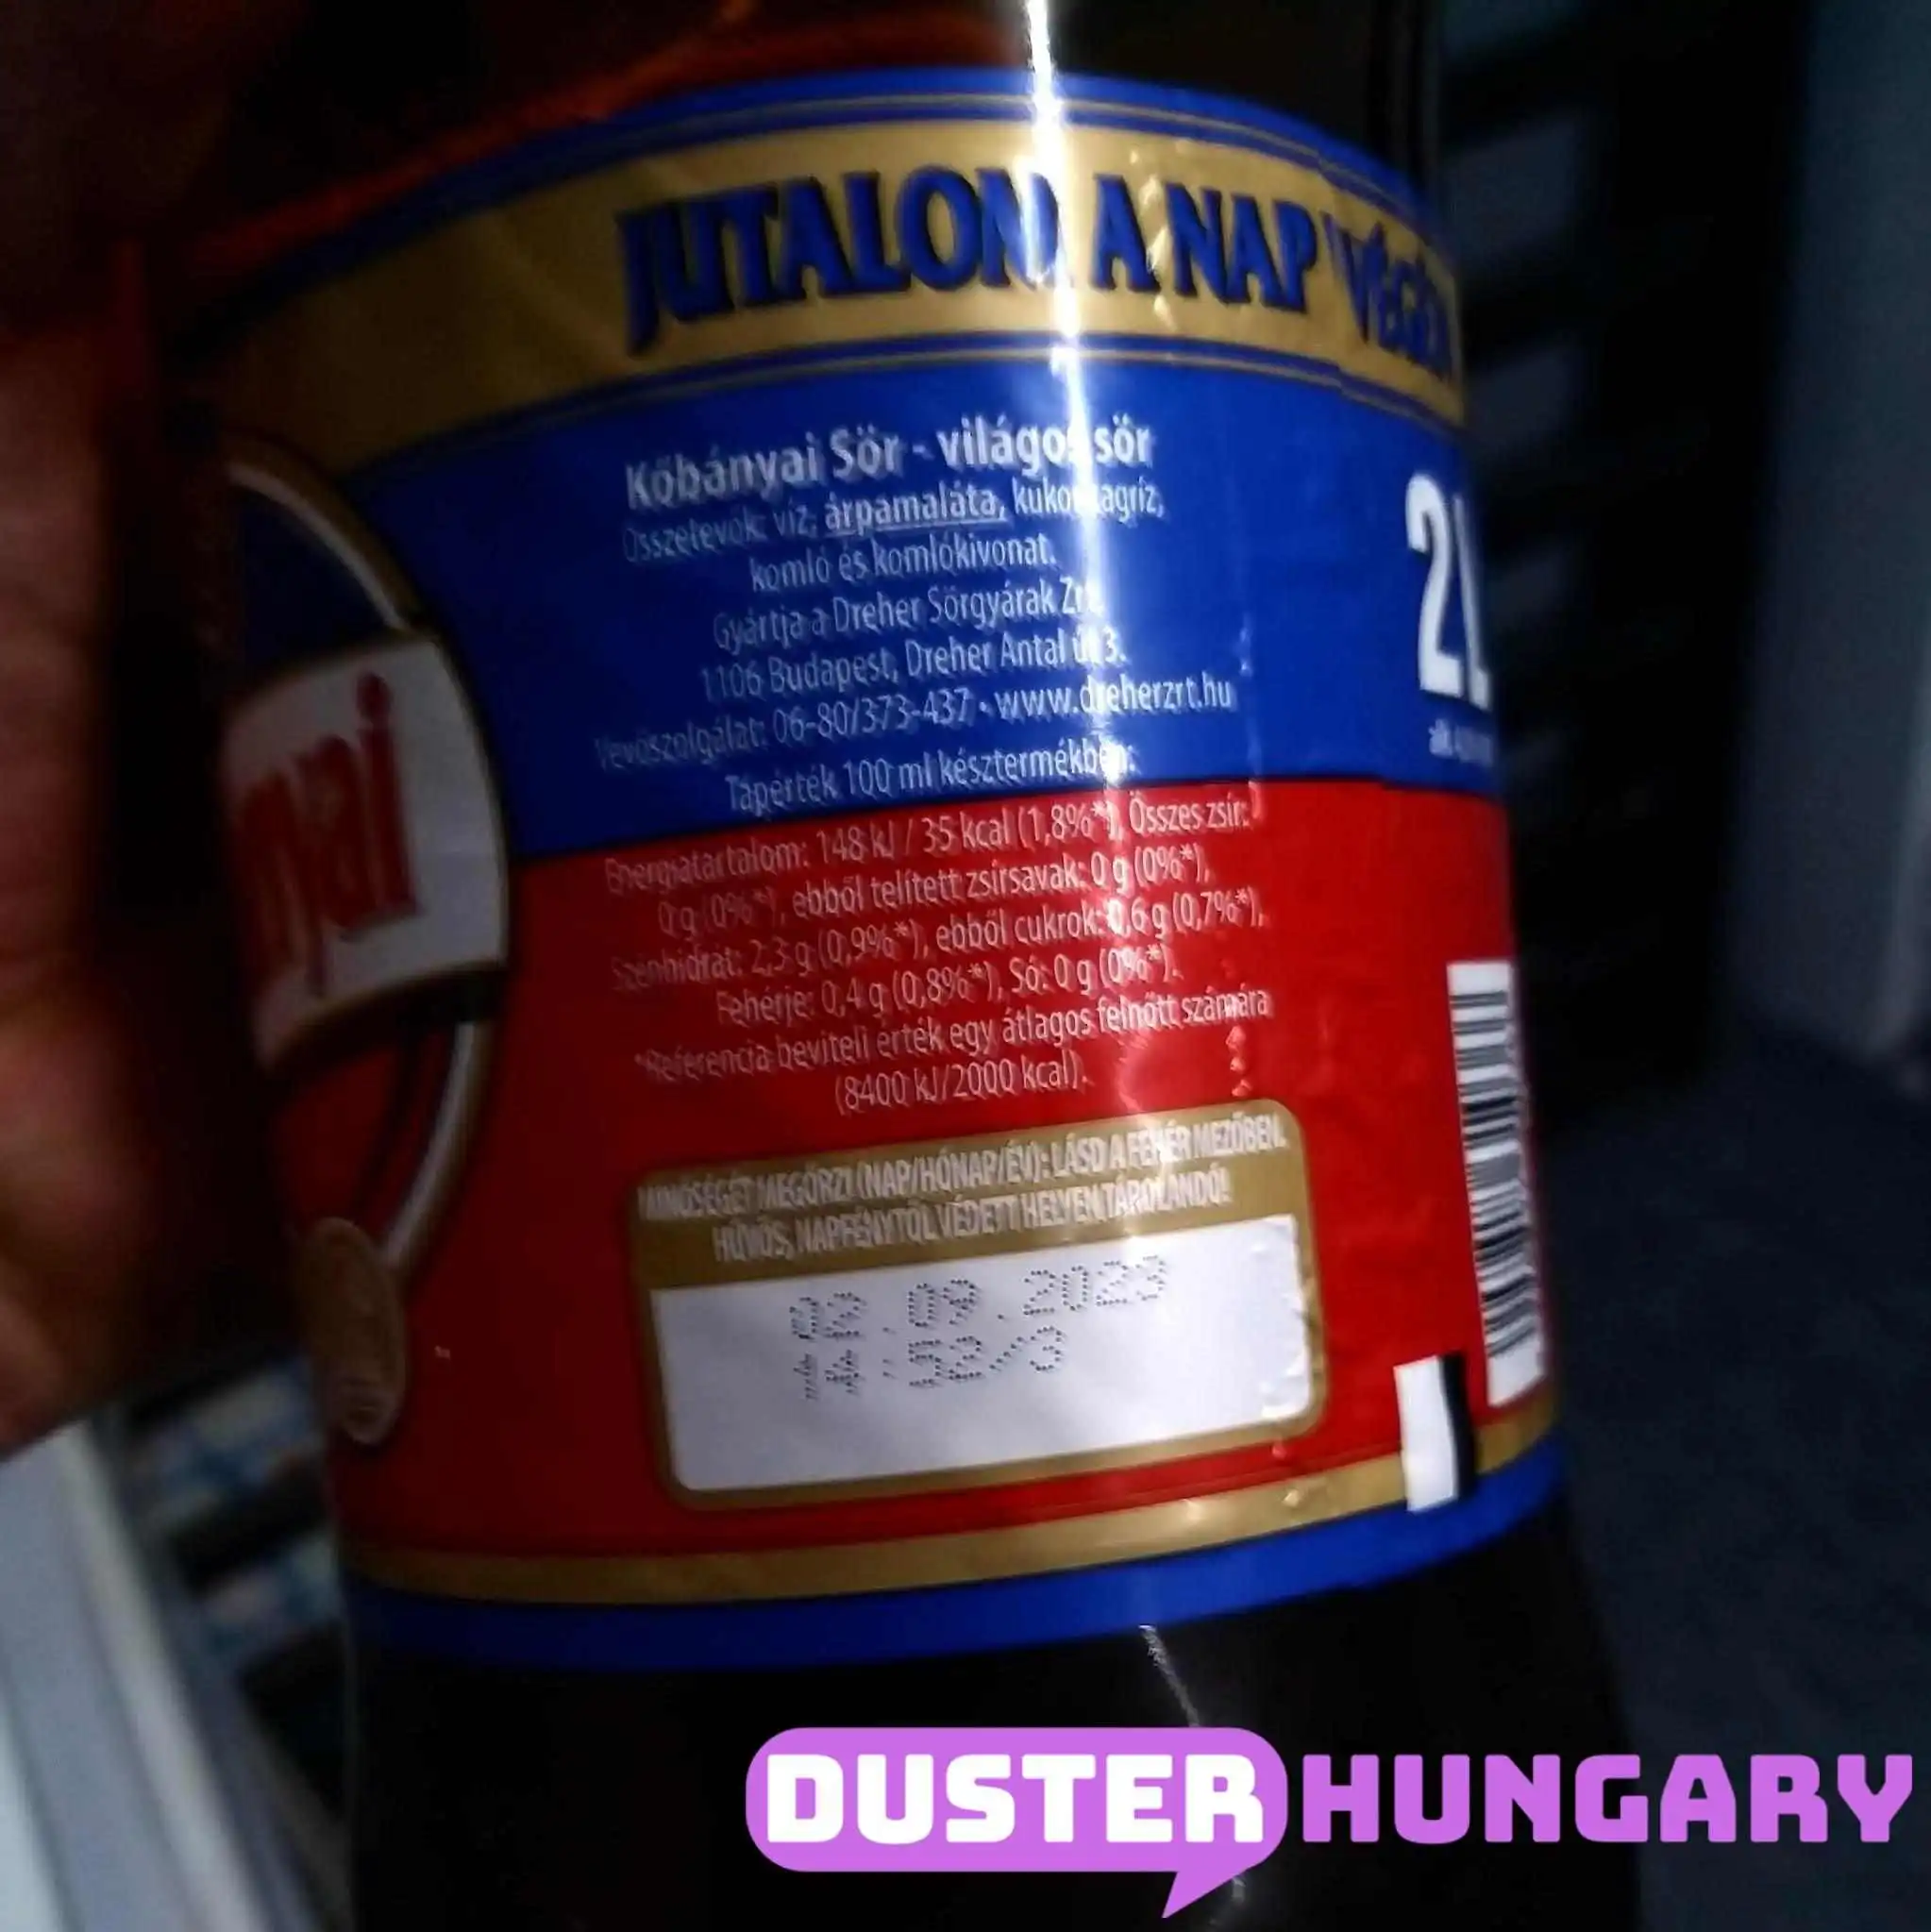 JUTALOM A NAP VÉGÉN
Kőbányai Sör - világos sör
Összetevők: víz, árpamaláta, kukoricagríz,
komló és komlókivonat.
Gyártja a Dreher Sörgyárak Zrt.
1106 Budapest, Dreher Antal út 3.
Vevőszolgálat: 06-80/373-437 • www.dreherzrt.hu
Tápérték 100 ml késztermékben:
Energiatartalom: 148 kJ / 35 kcal (1,8%*), Összes zsír:
0 g (0%*), ebből telített zsírsavak: 0 g (0%*),
Szénhidrát: 2,3 g (0,9%*), ebből cukrok: 0,6 g (0,7%*),
Fehérje: 0,4 g (0,8%*), Só: 0 g (0%*).
*Referencia beviteli érték egy átlagos felnőtt számára
(8400 kJ/2000 kcal).
MINŐSÉGÉT MEGŐRZI (NAP/HÓNAP/ÉV): LÁSD A FEHÉR MEZŐBEN.
HŰVÖS, NAPFÉNYTŐL VÉDETT HELYEN TÁROLANDÓ!
02.09.2023
14:52/3
2L
nyai
DUSTERHUNGARY